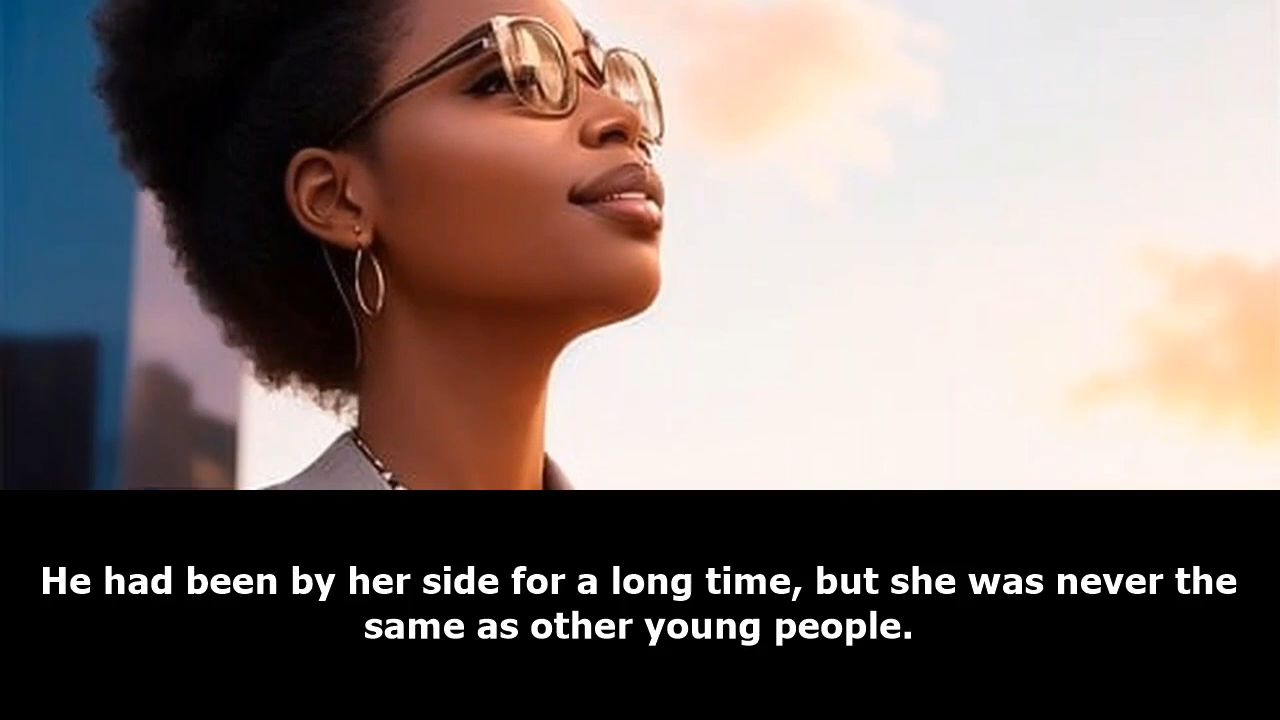 He had been by her side for a long time, but she was never the
same as other young people.